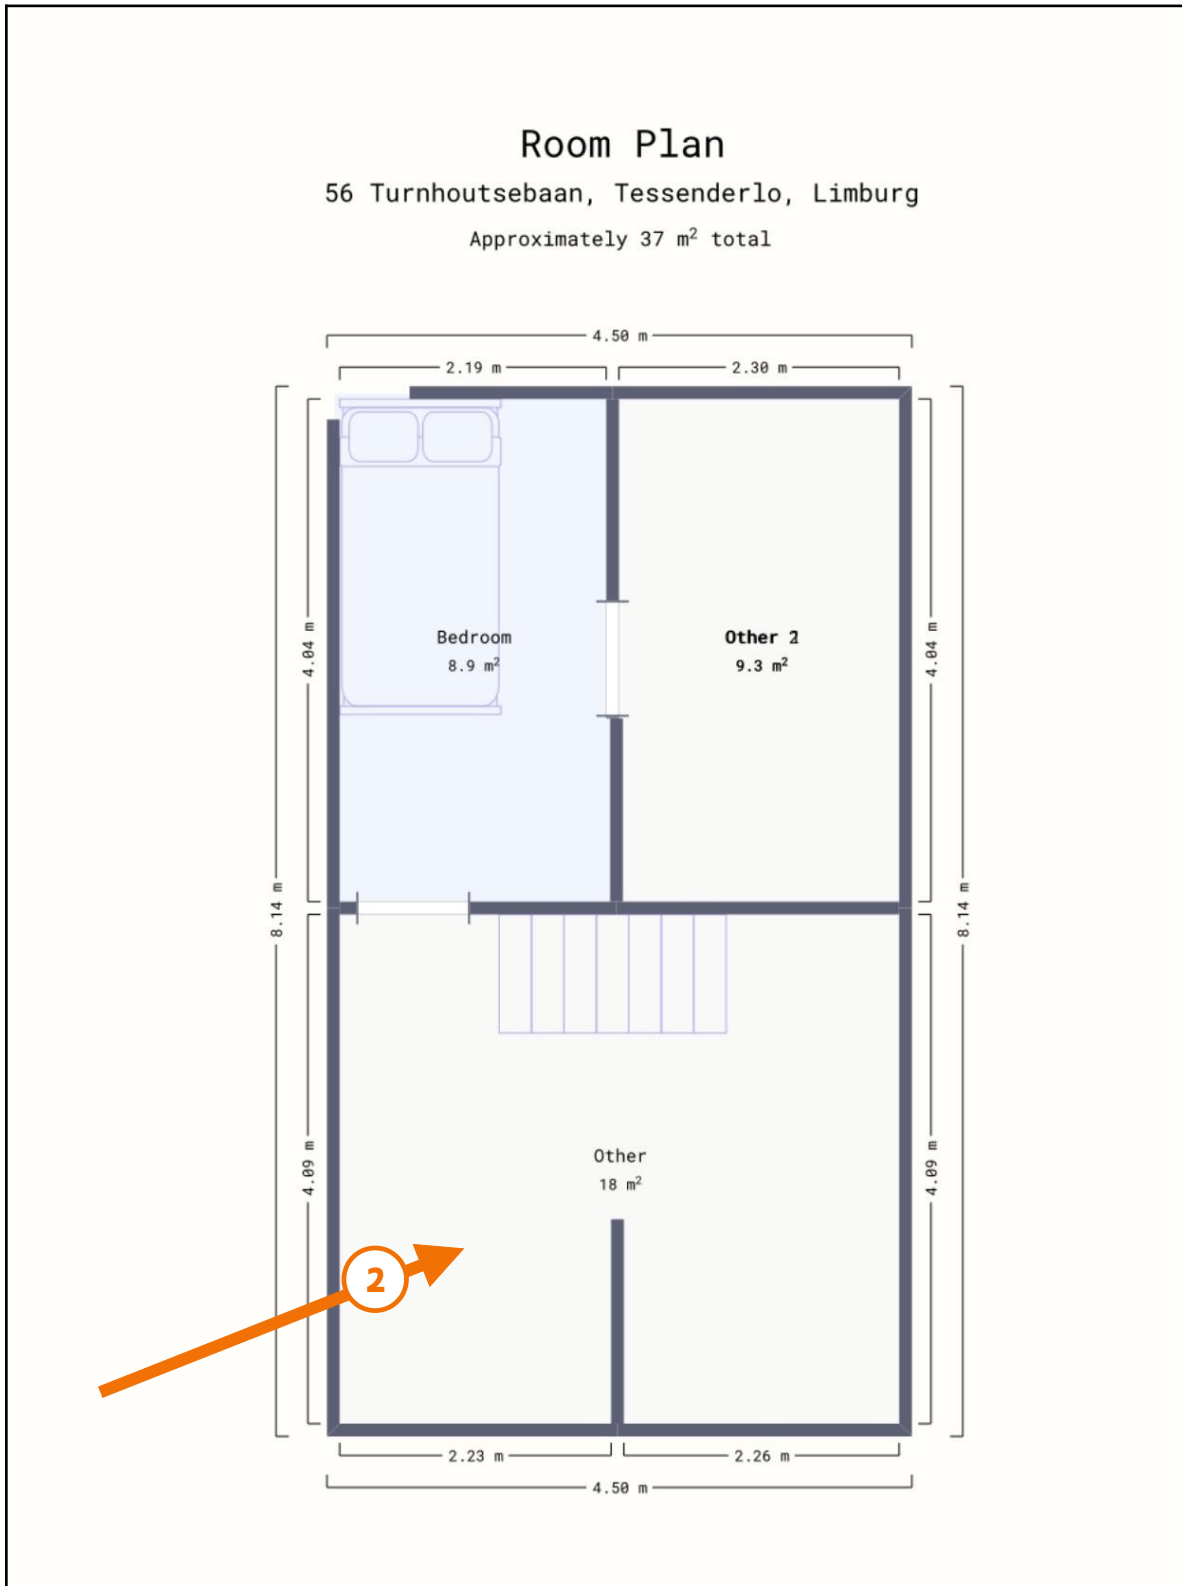 Room Plan
56 Turnhoutsebaan, Tessenderlo, Limburg
Approximately 37 m² total
4.50 m
2.19 m
2.30 m
4.04 m
Bedroom
8.9 m²
Other 2
9.3 m²
4.04 m
8.14 m
8.14 m
4.09 m
Other
18 m²
4.09 m
2
2.23 m
2.26 m
4.50 m